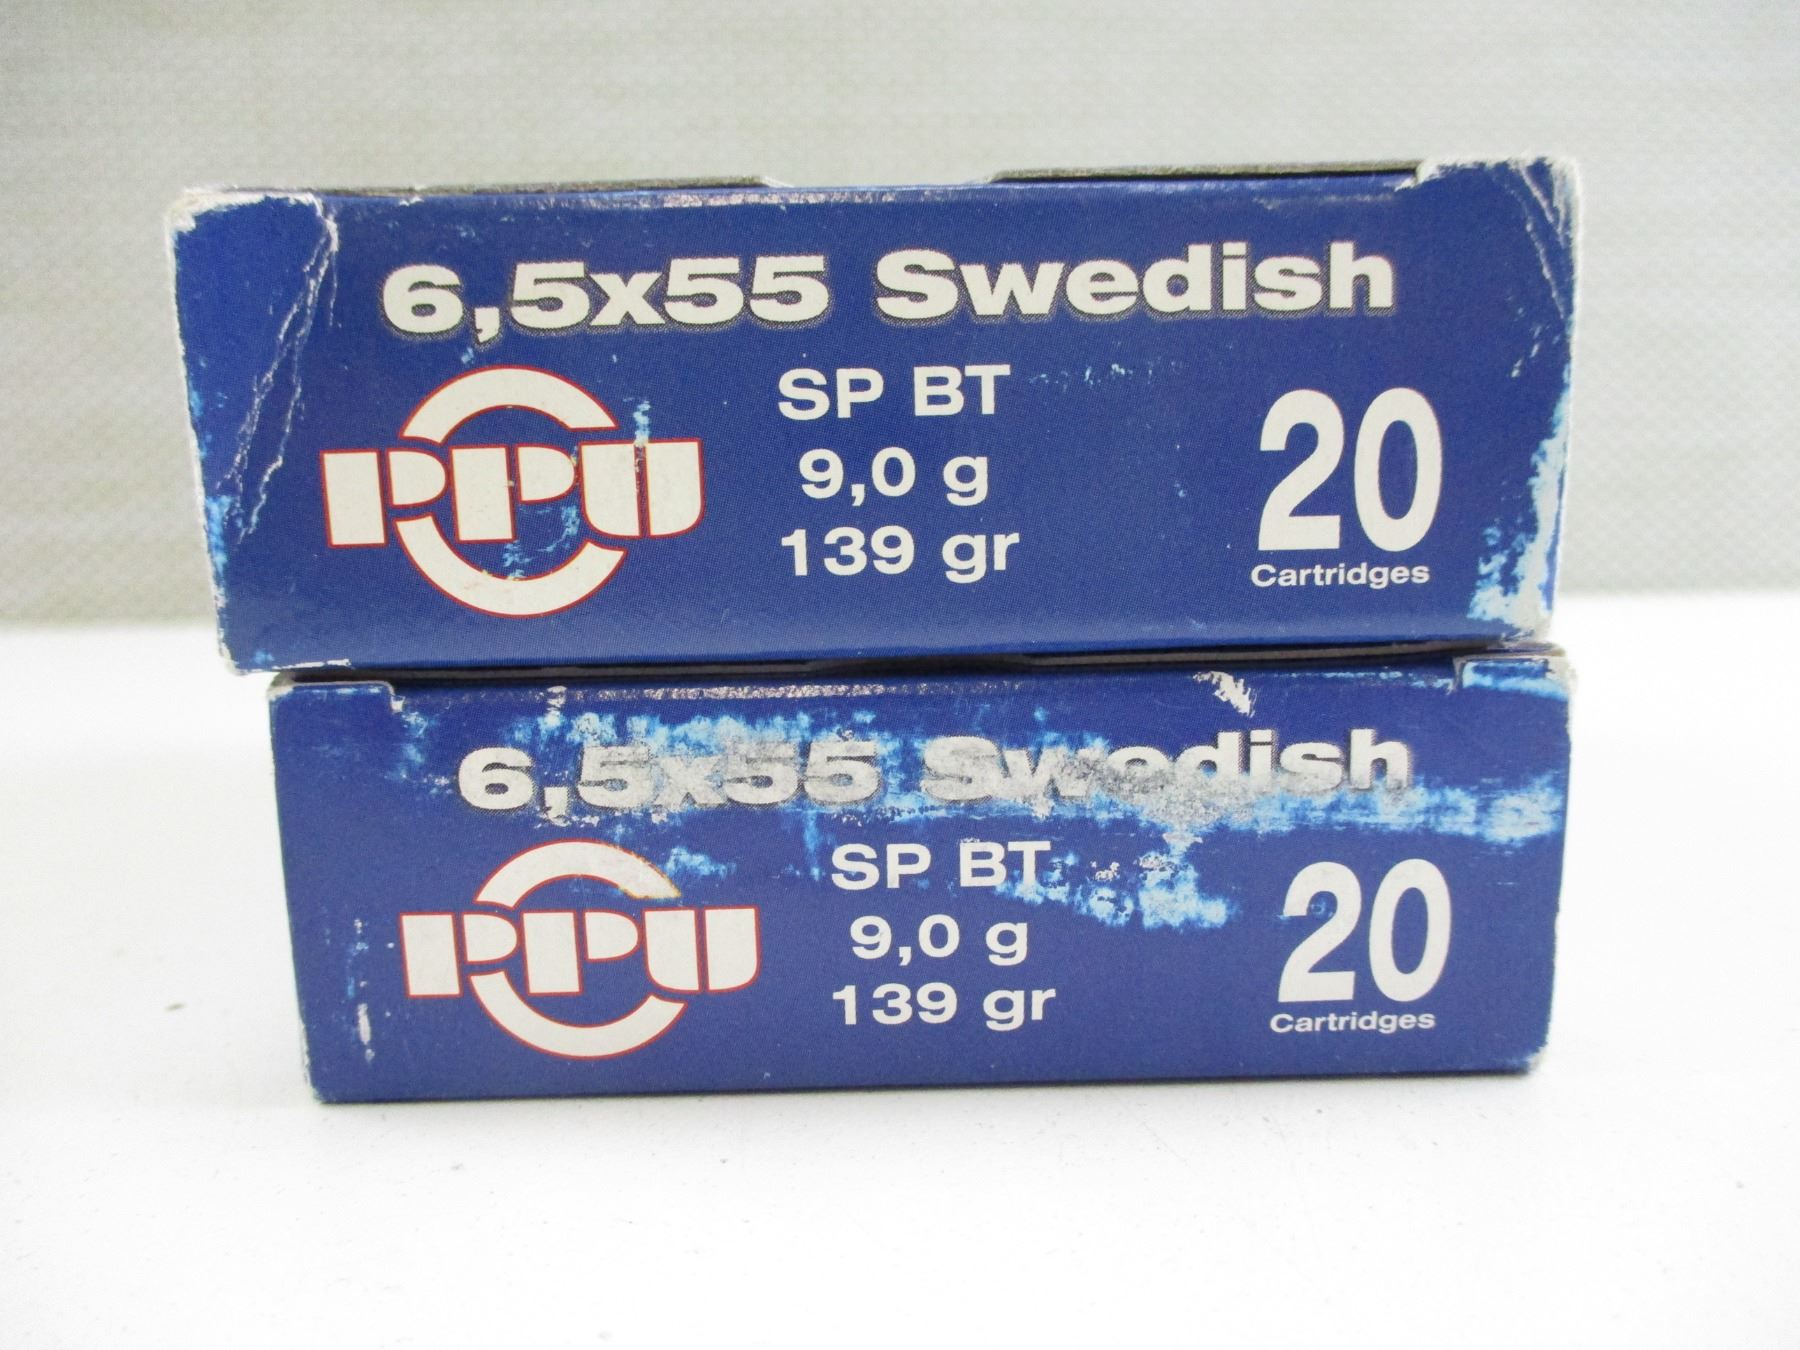 6,5x55 Swedish
PPU
SP BT
9,0 g
139 gr
20
Cartridges
6,5x55 Swedish
PPU
SP BT
9,0 g
139 gr
20
Cartridges